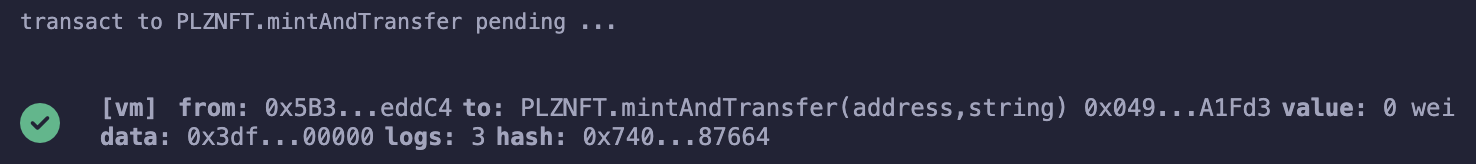 transact to PLZNFT.mintAndTransfer pending ...
[vm] from: 0x5B3...eddC4 to: PLZNFT.mintAndTransfer(address,string) 0x049...A1Fd3 value: 0 wei
data: 0x3df...00000 logs: 3 hash: 0x740...87664